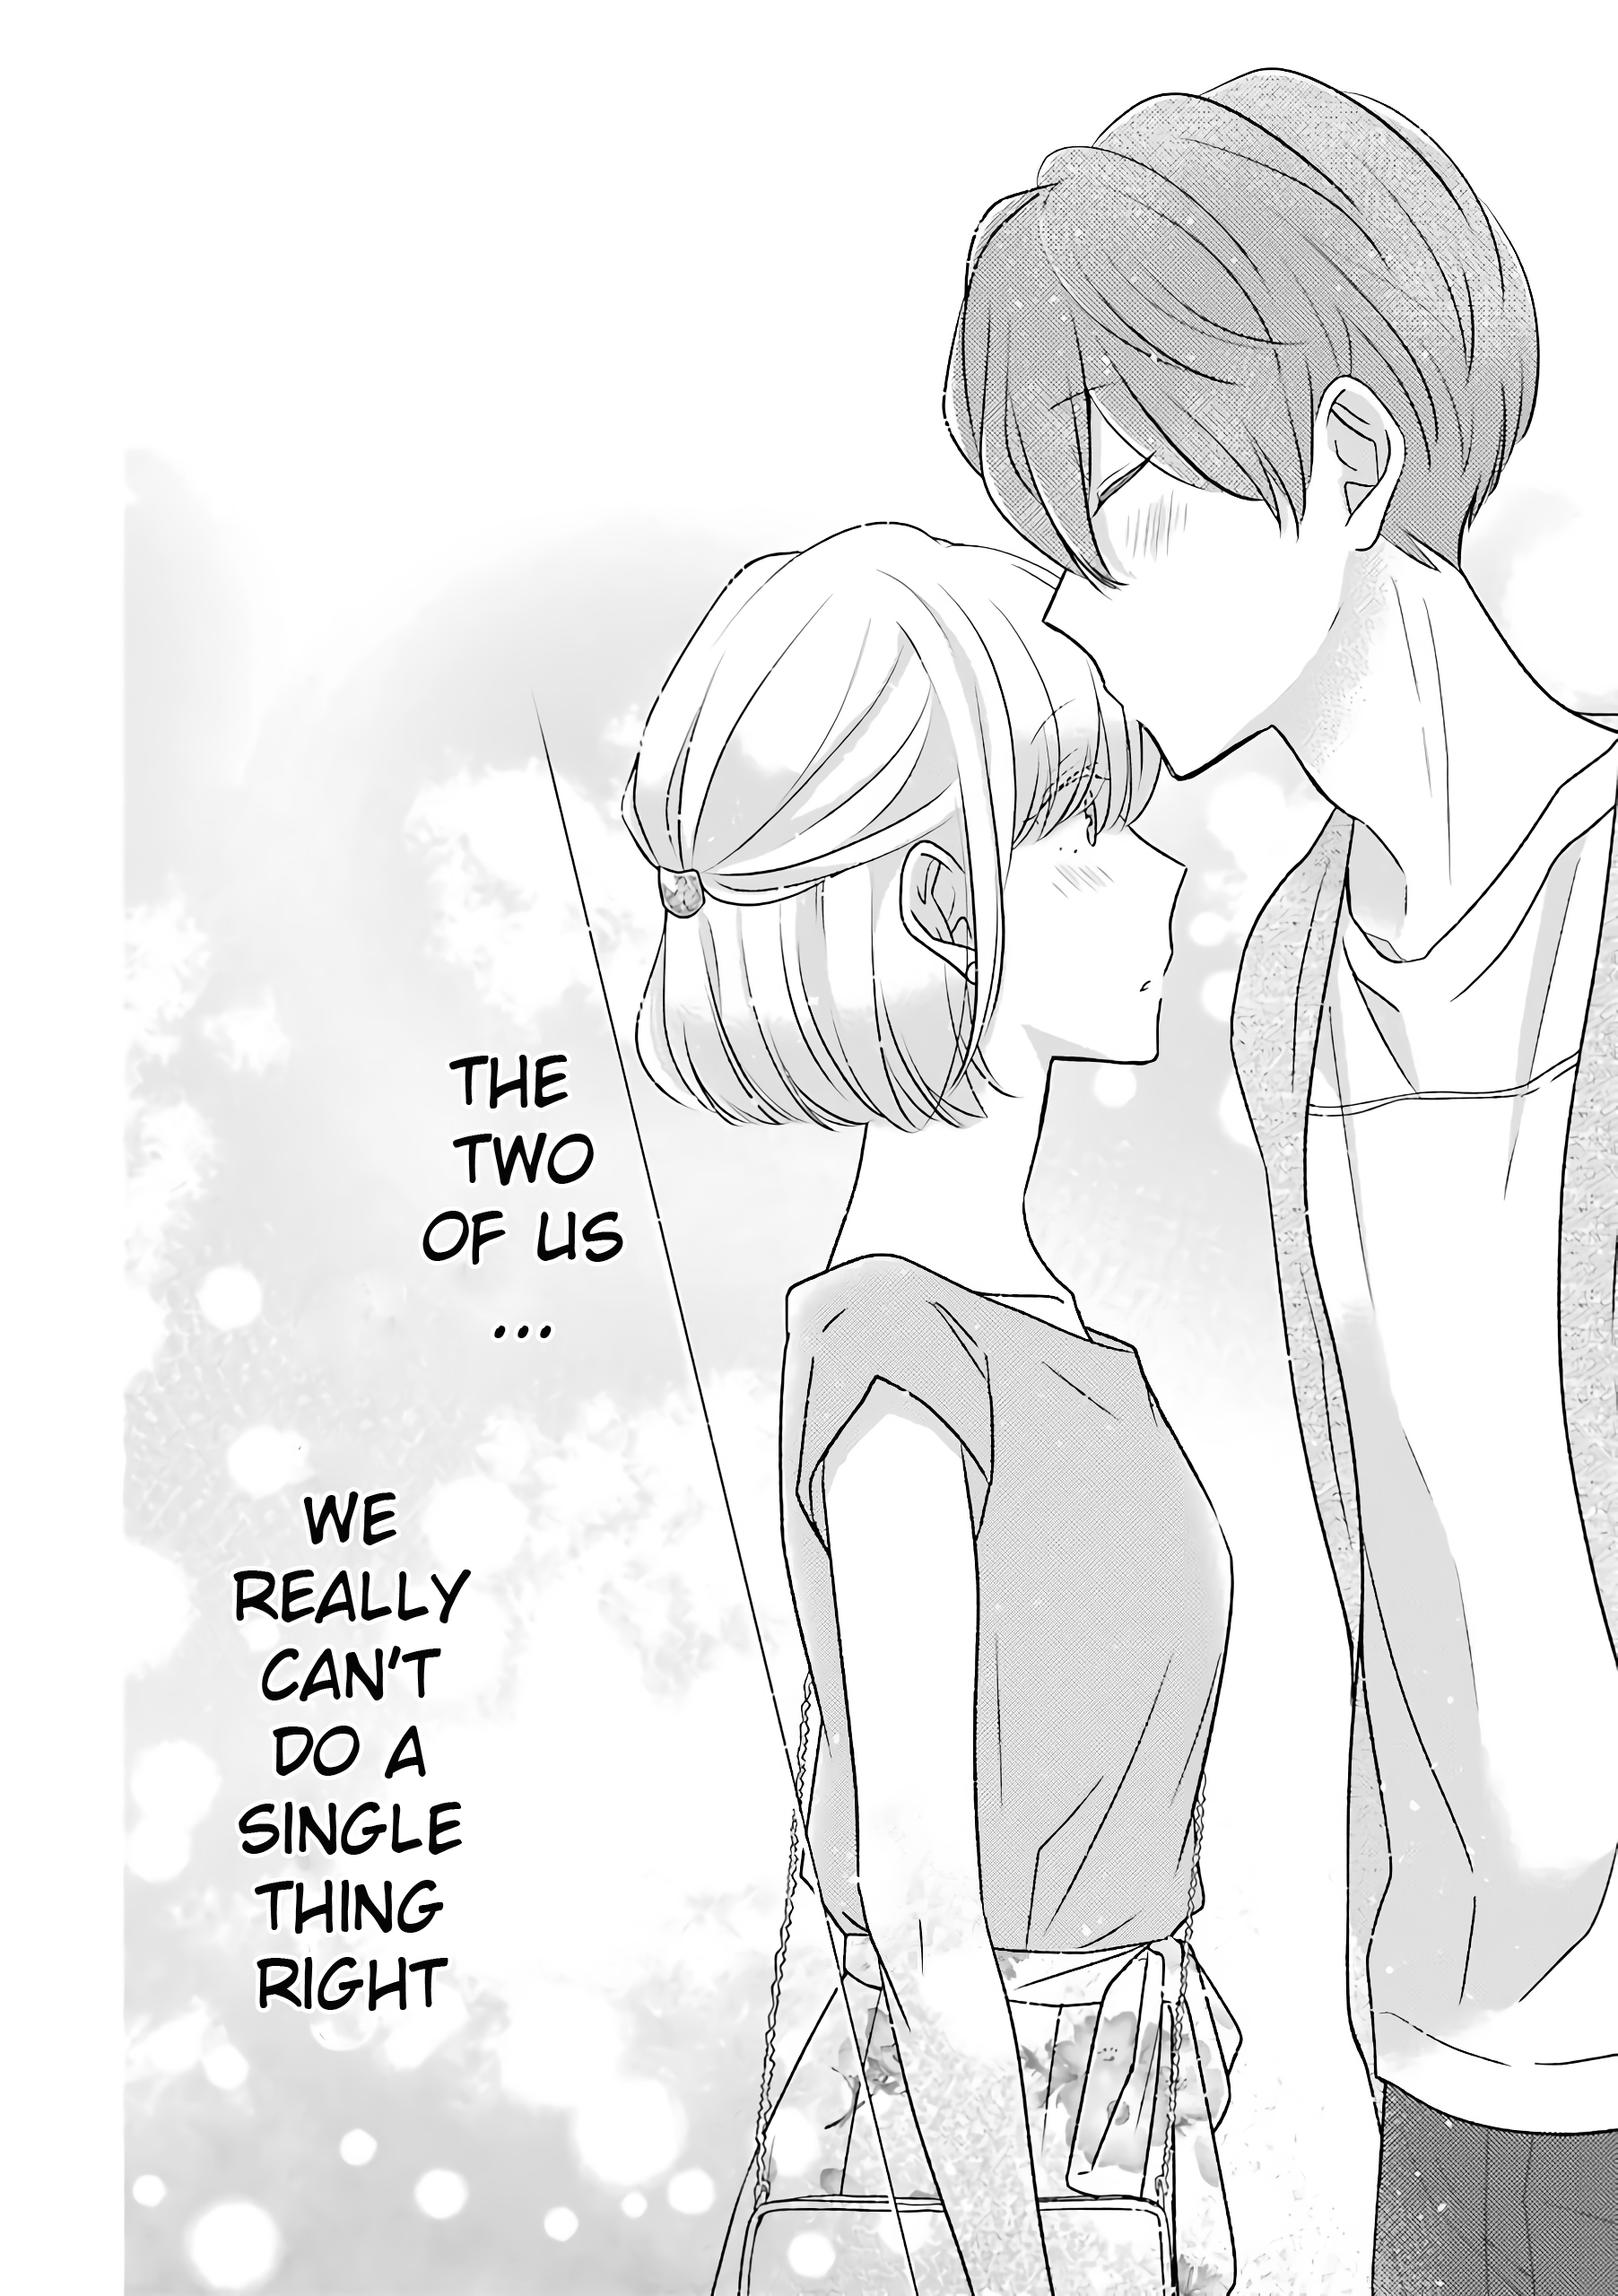 THE
TWO
OF US
...
WE
REALLY
CAN'T
DO A
SINGLE
THING
RIGHT